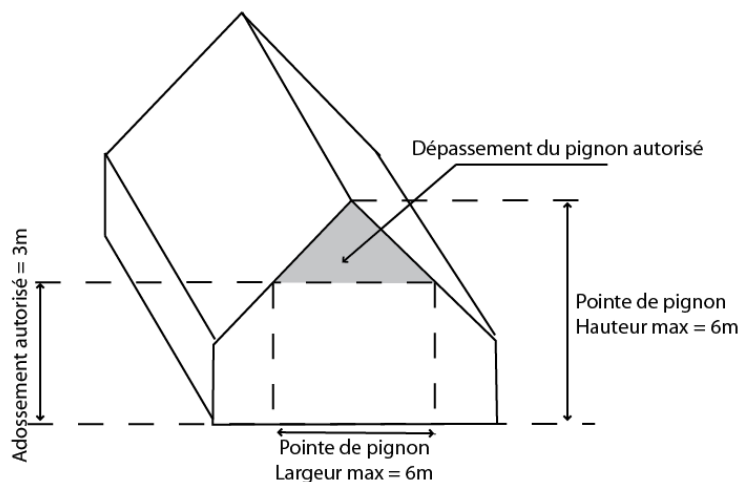 Dépassement du pignon autorisé
Adossement autorisé = 3m
Pointe de pignon
Hauteur max = 6m
Pointe de pignon
Largeur max = 6m